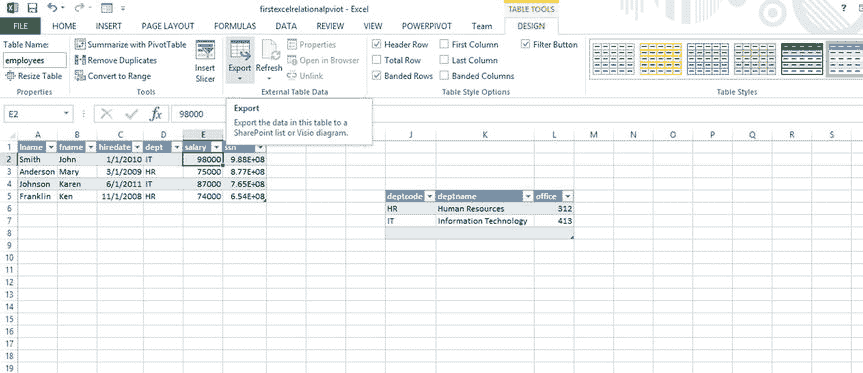 firstexcelrelationalpviot - Excel
TABLE TOOLS
?
FILE HOME INSERT PAGE LAYOUT FORMULAS DATA REVIEW VIEW POWERPIVOT Team DESIGN
Table Name:
employees
Resize Table
Properties
Summarize with PivotTable
Remove Duplicates
Convert to Range
Tools
Insert Slicer
Export
Refresh
Properties
Open in Browser
Unlink
External Table Data
Header Row First Column Filter Button
Total Row Last Column
Banded Rows Banded Columns
Table Style Options
Table Styles
E2 fx 98000
Export
Export the data in this table to a
SharePoint list or Visio diagram.
A B C D E J K L M N O P Q R S
1 lname fname hiredate dept salary ssn
2 Smith John 1/1/2010 IT 98000 9.88E+08
3 Anderson Mary 3/1/2009 HR 75000 8.77E+08
4 Johnson Karen 6/1/2011 IT 87000 7.65E+08
5 Franklin Ken 11/1/2008 HR 74000 6.54E+08 deptcode deptname office
6 HR Human Resources 312
7 IT Information Technology 413
8
9
10
11
12
13
14
15
16
17
18
19